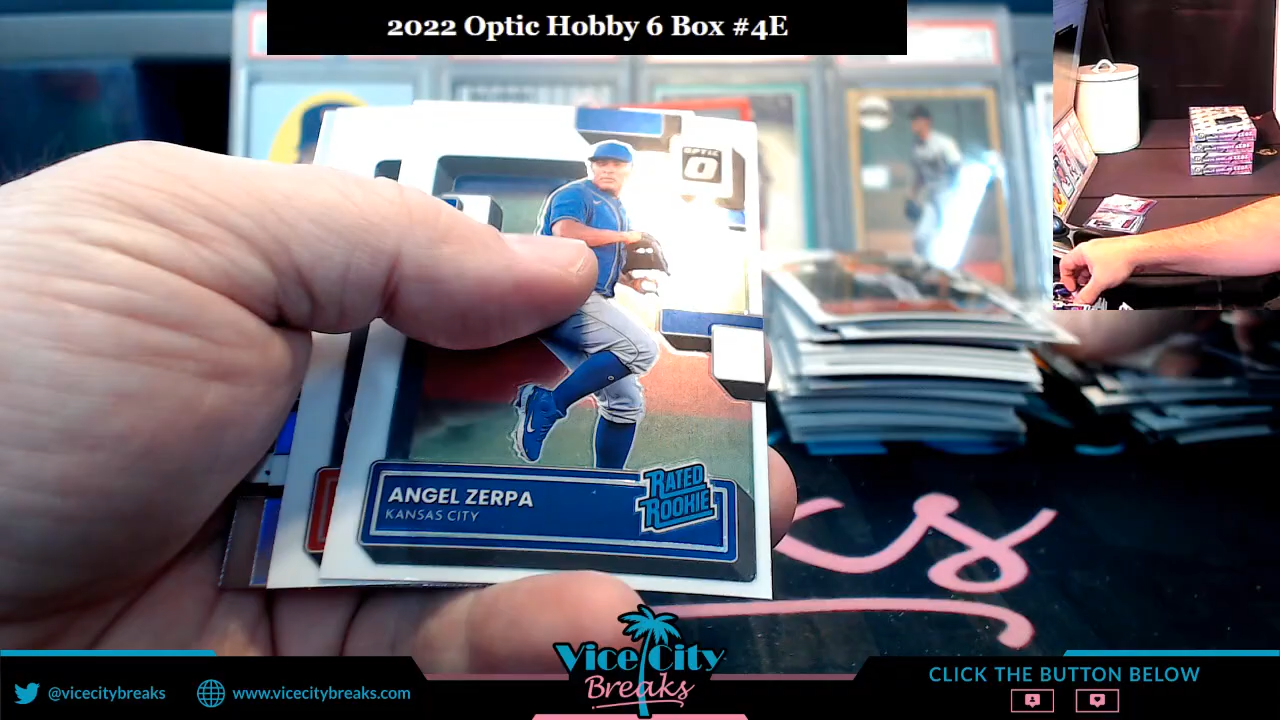 2022 Optic Hobby 6 Box #4E
OPTIC
ANGEL ZERPA
KANSAS CITY
RATED
ROOKIE
Vice City
Breaks
@vicecitybreaks
www.vicecitybreaks.com
CLICK THE BUTTON BELOW